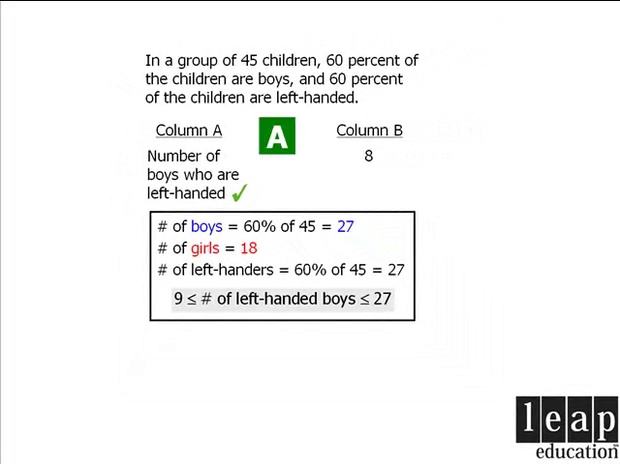 In a group of 45 children, 60 percent of
the children are boys, and 60 percent
of the children are left-handed.
Column A
A
Column B
Number of
boys who are
left-handed
8
# of boys = 60% of 45 = 27
# of girls = 18
# of left-handers = 60% of 45 = 27
9 ≤ # of left-handed boys ≤ 27
leap
education